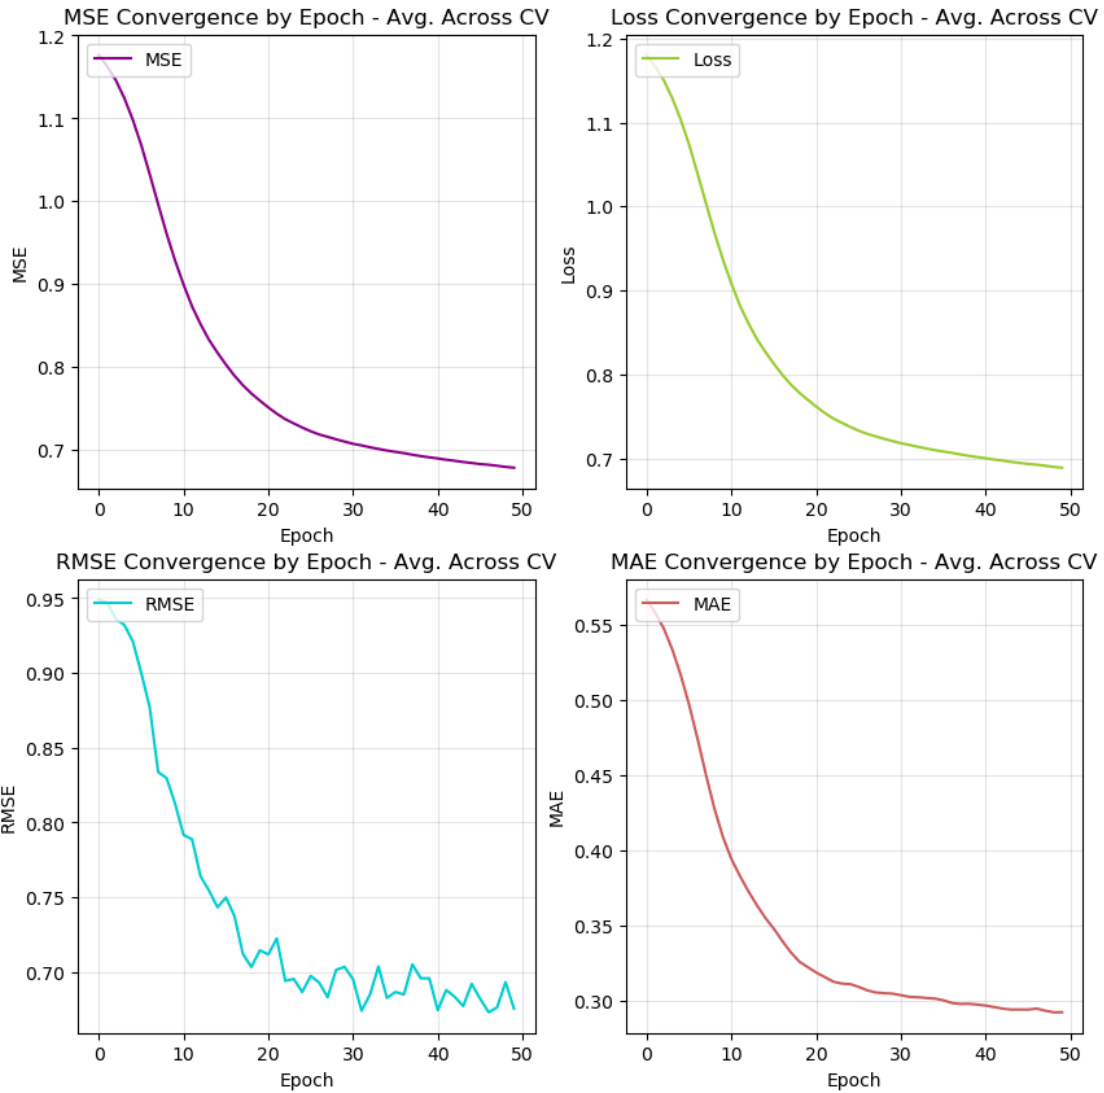 MSE Convergence by Epoch - Avg. Across CV
MSE
1.2
1.1
1.0
0.9
0.8
0.7
MSE
0 10 20 30 40 50
Epoch
Loss Convergence by Epoch - Avg. Across CV
Loss
1.2
1.1
1.0
0.9
0.8
0.7
Loss
0 10 20 30 40 50
Epoch
RMSE Convergence by Epoch - Avg. Across CV
RMSE
0.95
0.90
0.85
0.80
0.75
0.70
RMSE
0 10 20 30 40 50
Epoch
MAE Convergence by Epoch - Avg. Across CV
MAE
0.55
0.50
0.45
0.40
0.35
0.30
MAE
0 10 20 30 40 50
Epoch